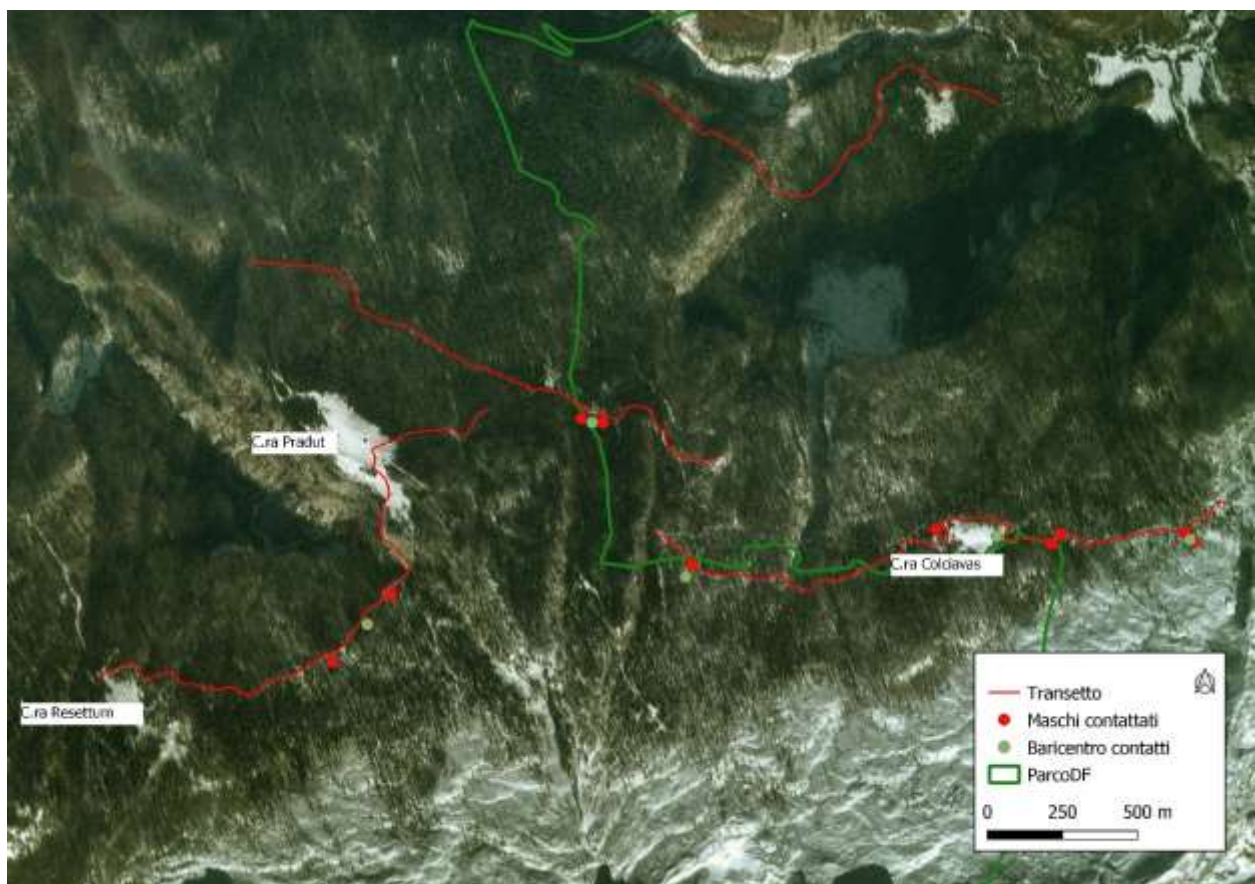 C.ra Pradut
C.ra Colciavas
C.ra Resettum
Transetto
Maschi contattati
Baricentro contatti
ParcoDF
0 250 500 m